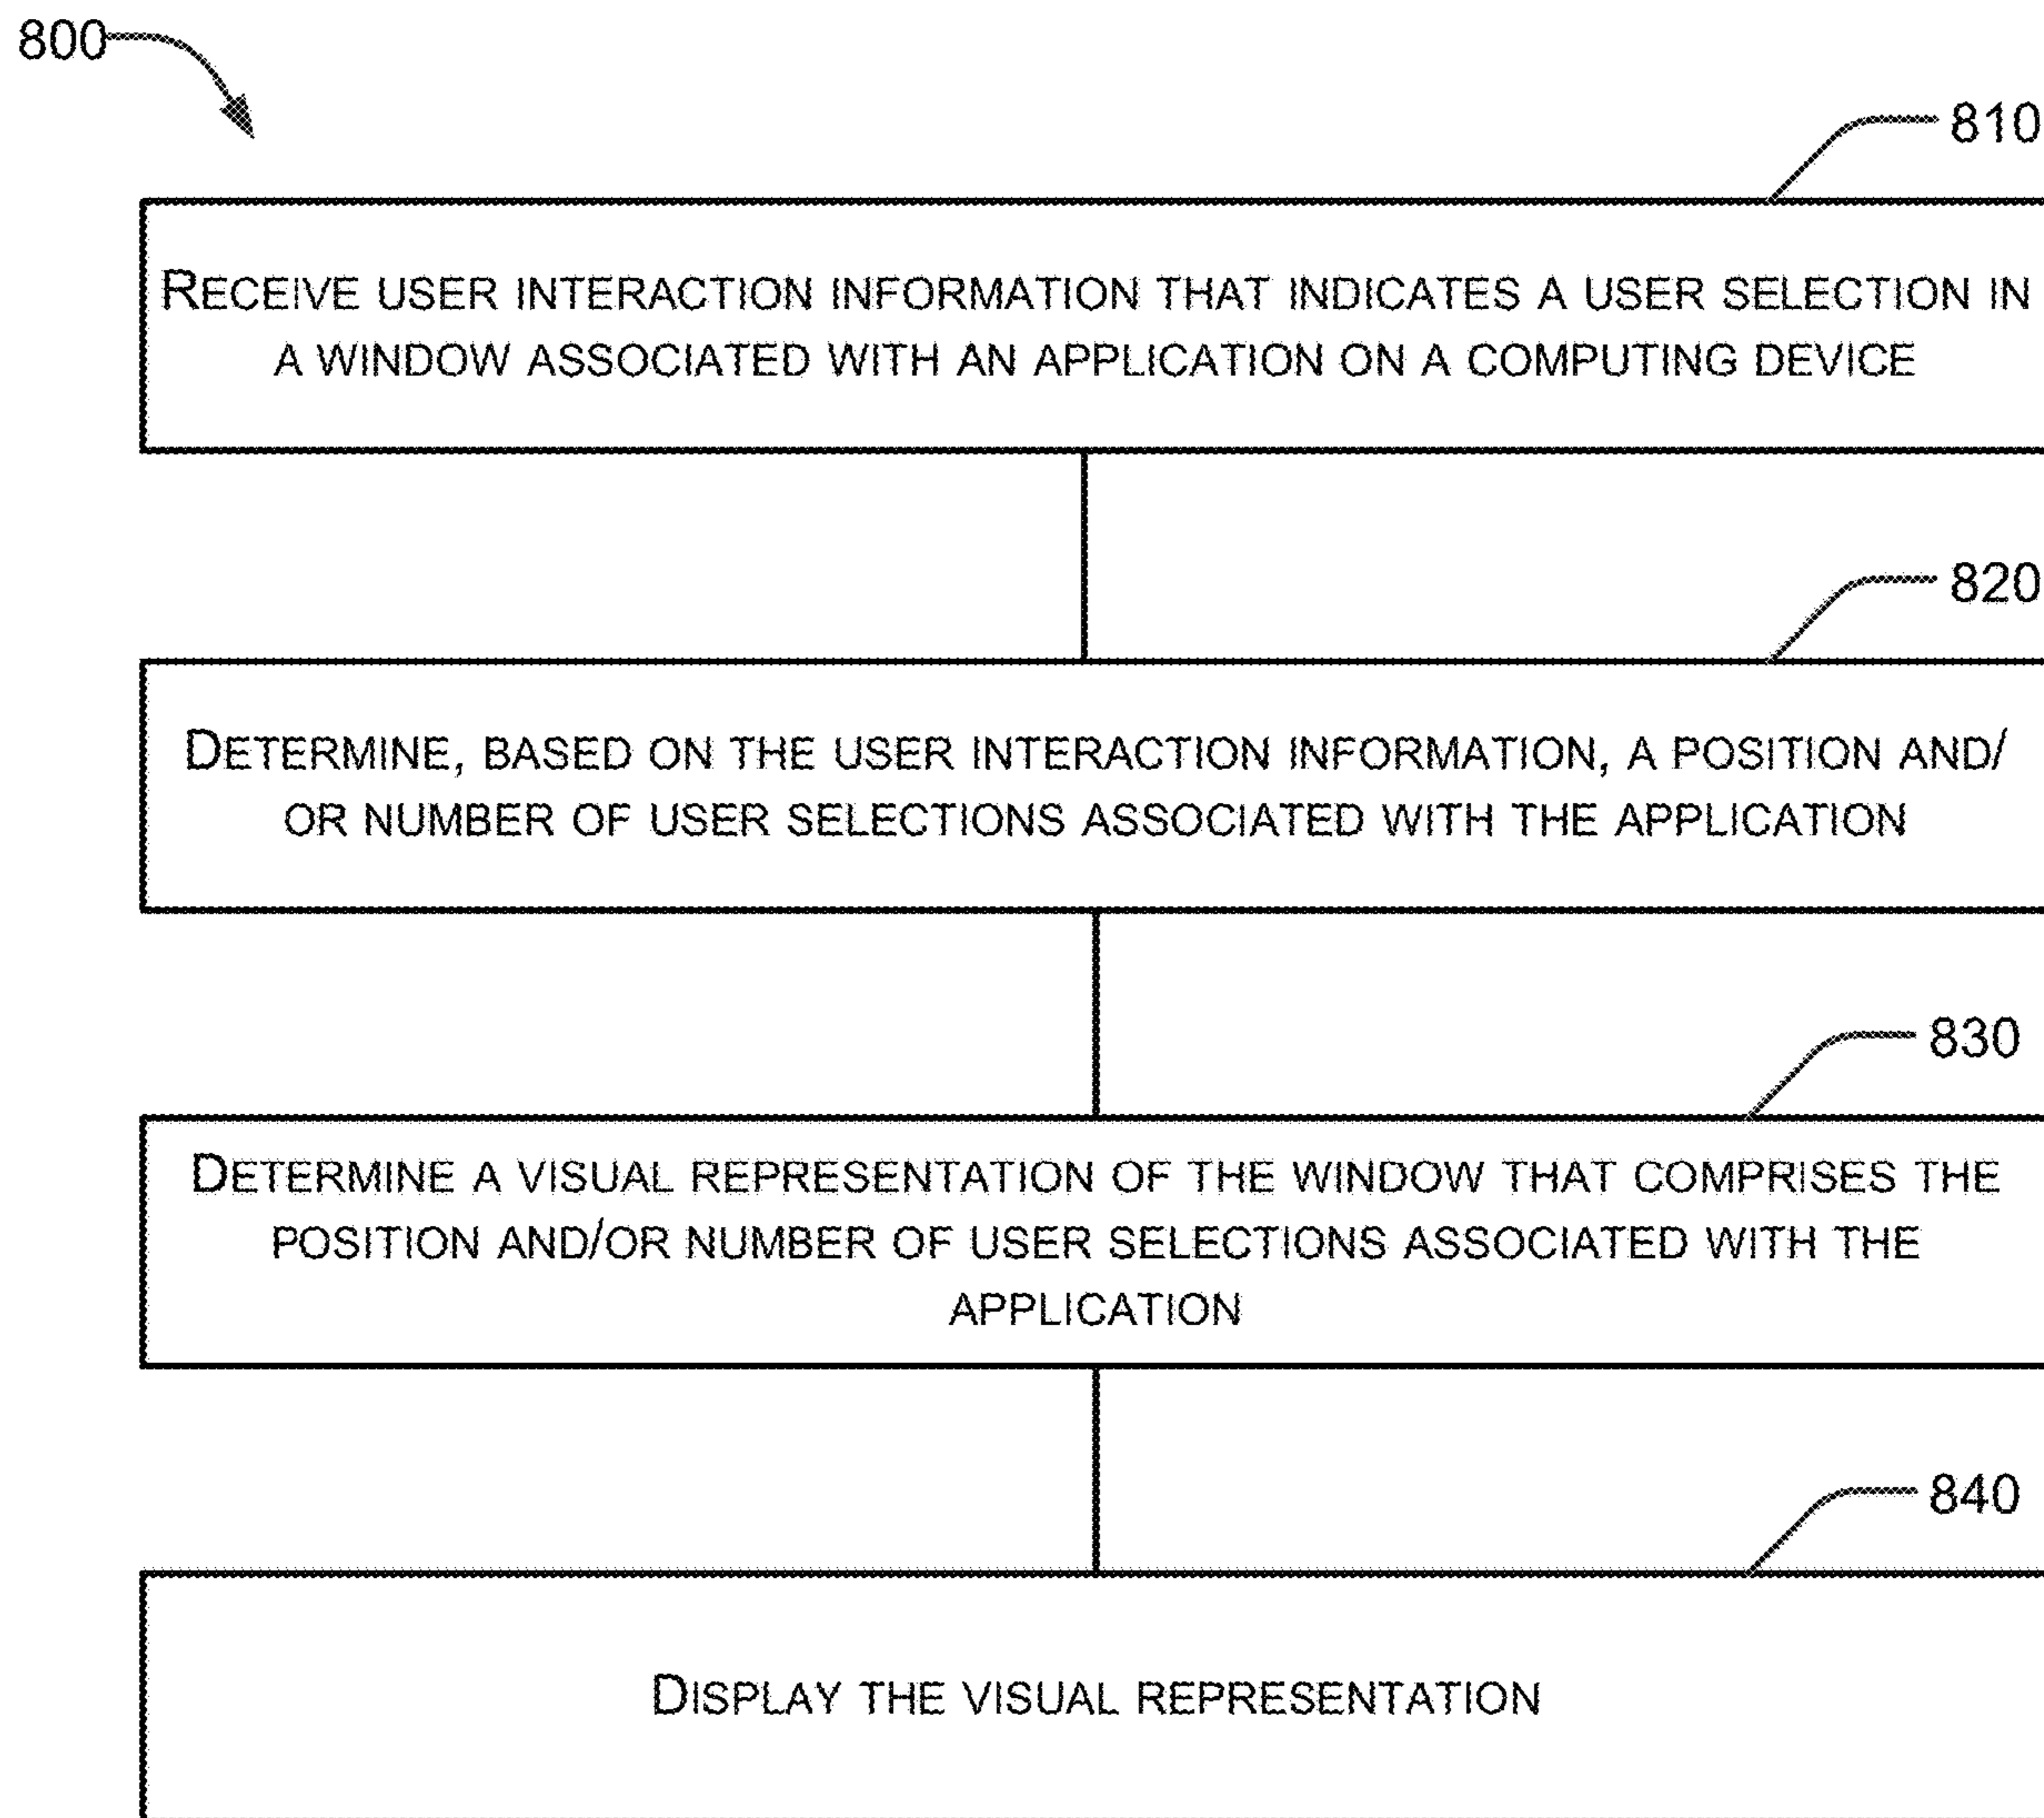 800
810
RECEIVE USER INTERACTION INFORMATION THAT INDICATES A USER SELECTION IN
A WINDOW ASSOCIATED WITH AN APPLICATION ON A COMPUTING DEVICE
820
DETERMINE, BASED ON THE USER INTERACTION INFORMATION, A POSITION AND/
OR NUMBER OF USER SELECTIONS ASSOCIATED WITH THE APPLICATION
830
DETERMINE A VISUAL REPRESENTATION OF THE WINDOW THAT COMPRISES THE
POSITION AND/OR NUMBER OF USER SELECTIONS ASSOCIATED WITH THE
APPLICATION
840
DISPLAY THE VISUAL REPRESENTATION